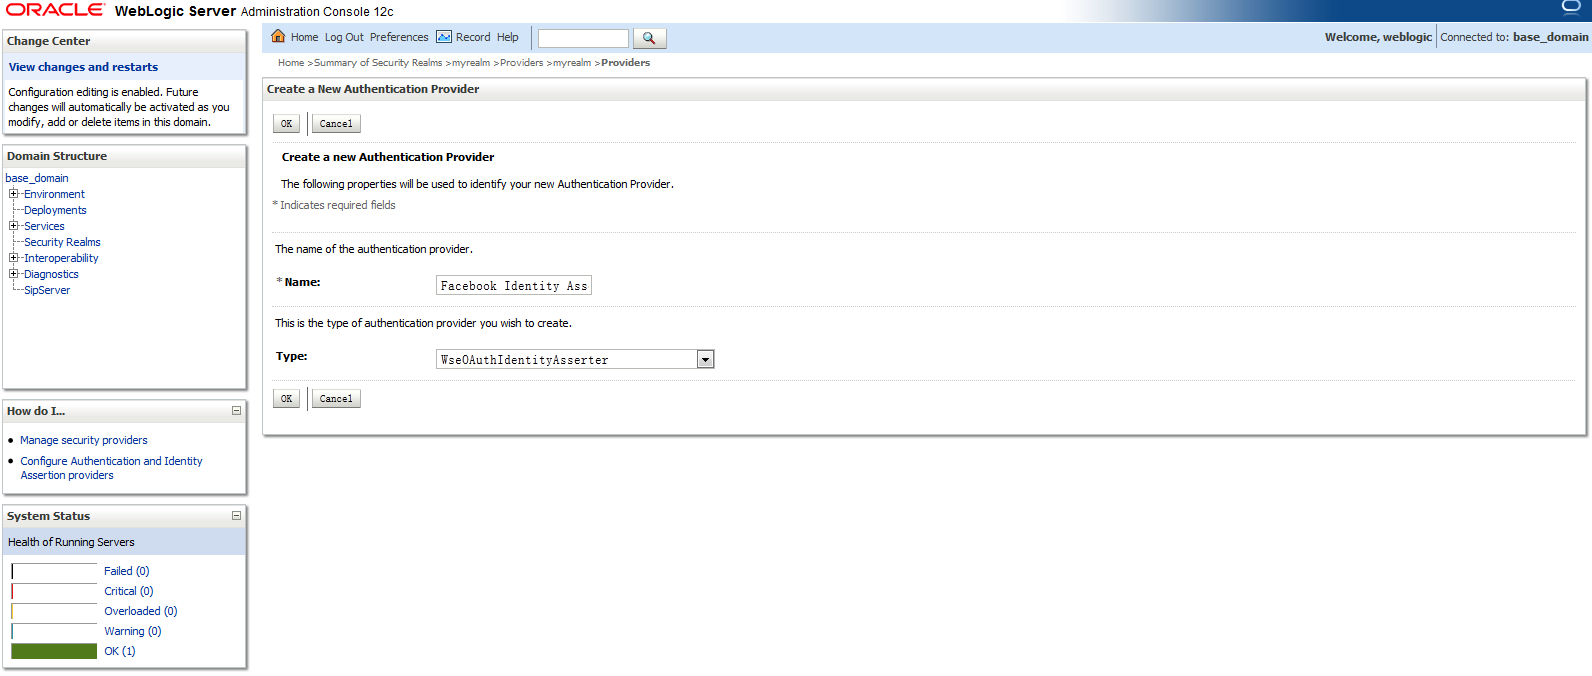 ORACLE WebLogic Server Administration Console 12c
Change Center
View changes and restarts
Configuration editing is enabled. Future
changes will automatically be activated as you
modify, add or delete items in this domain.
Domain Structure
base_domain
Environment
Deployments
Services
Security Realms
Interoperability
Diagnostics
SipServer
How do I...
Manage security providers
Configure Authentication and Identity
Assertion providers
System Status
Health of Running Servers
Failed (0)
Critical (0)
Overloaded (0)
Warning (0)
OK (1)
Home Log Out Preferences Record Help
Welcome, weblogic Connected to: base_domain
Home >Summary of Security Realms >myrealm >Providers >myrealm >Providers
Create a New Authentication Provider
OK Cancel
Create a new Authentication Provider
The following properties will be used to identify your new Authentication Provider.
* Indicates required fields
The name of the authentication provider.
* Name: Facebook Identity Ass
This is the type of authentication provider you wish to create.
Type: WseOAuthIdentityAsserter
OK Cancel